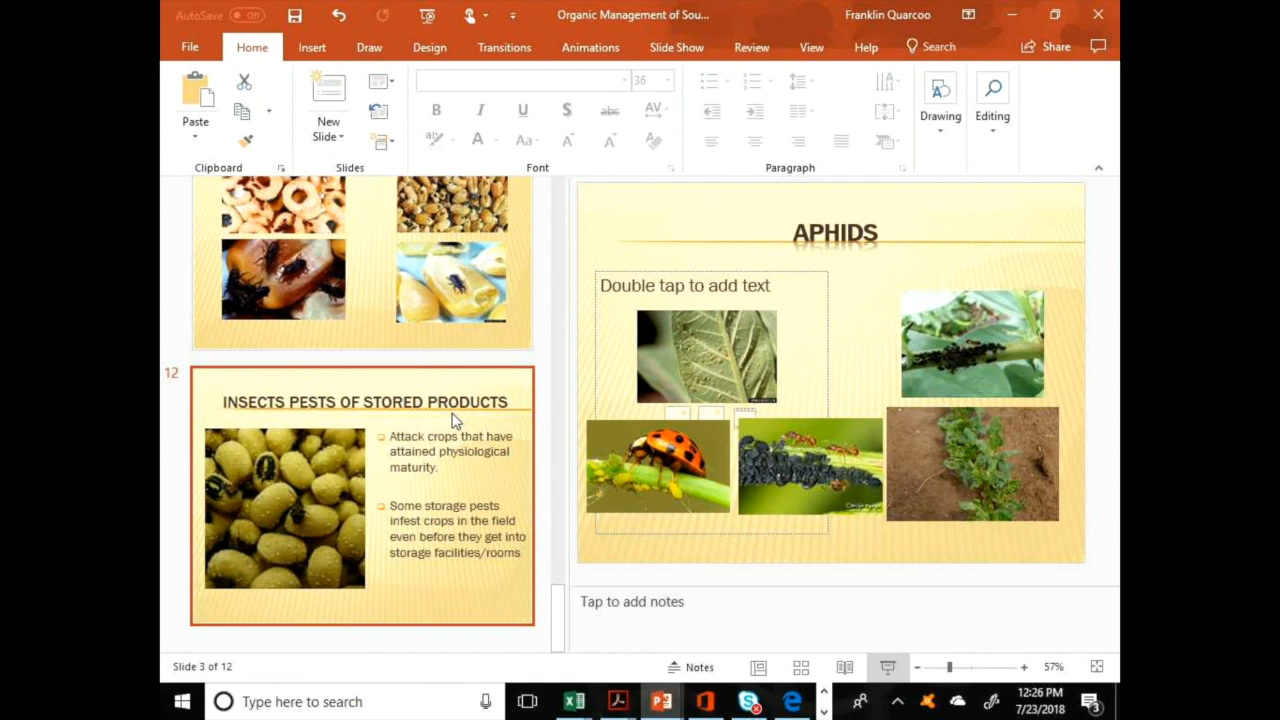 AutoSave Off
Organic Management of Sou...
Franklin Quarcoo
File Home Insert Draw Design Transitions Animations Slide Show Review View Help Search Share
36
Paste
New
Slide
B I U S abc AV
Aa A A
Drawing
Editing
Clipboard Slides Font Paragraph
APHIDS
Double tap to add text
12
INSECTS PESTS OF STORED PRODUCTS
Attack crops that have
attained physiological
maturity.
Some storage pests
infest crops in the field
even before they get into
storage facilities/rooms
Tap to add notes
Slide 3 of 12
Notes
57%
Type here to search
12:26 PM
7/23/2018
3